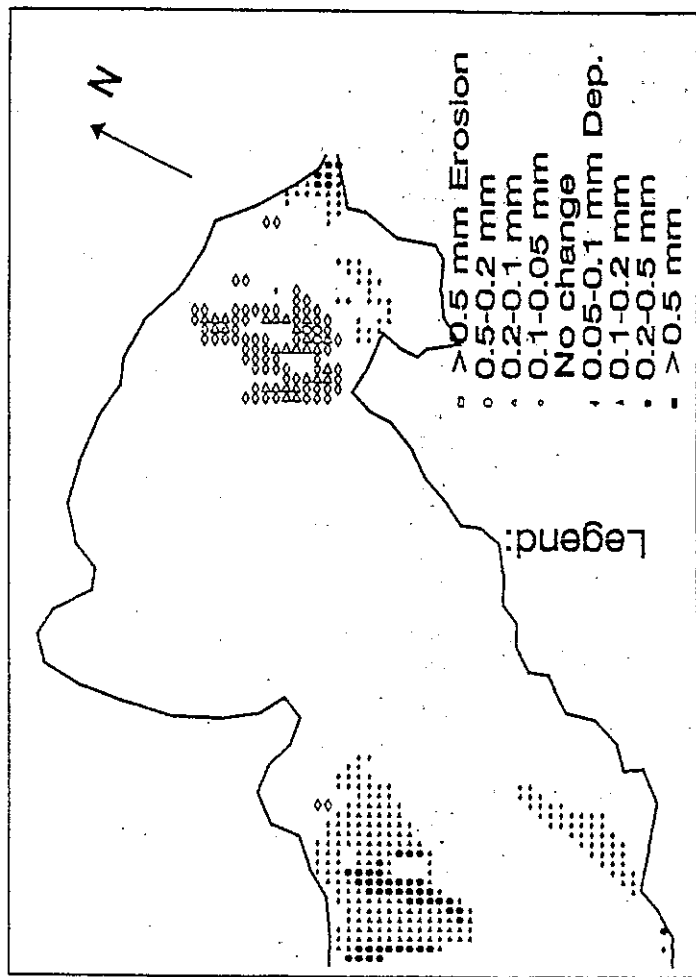 N
Legend:
>0.5 mm Erosion
0.5-0.2 mm
0.2-0.1 mm
0.1-0.05 mm
No change
0.05-0.1 mm Dep.
0.1-0.2 mm
0.2-0.5 mm
>0.5 mm